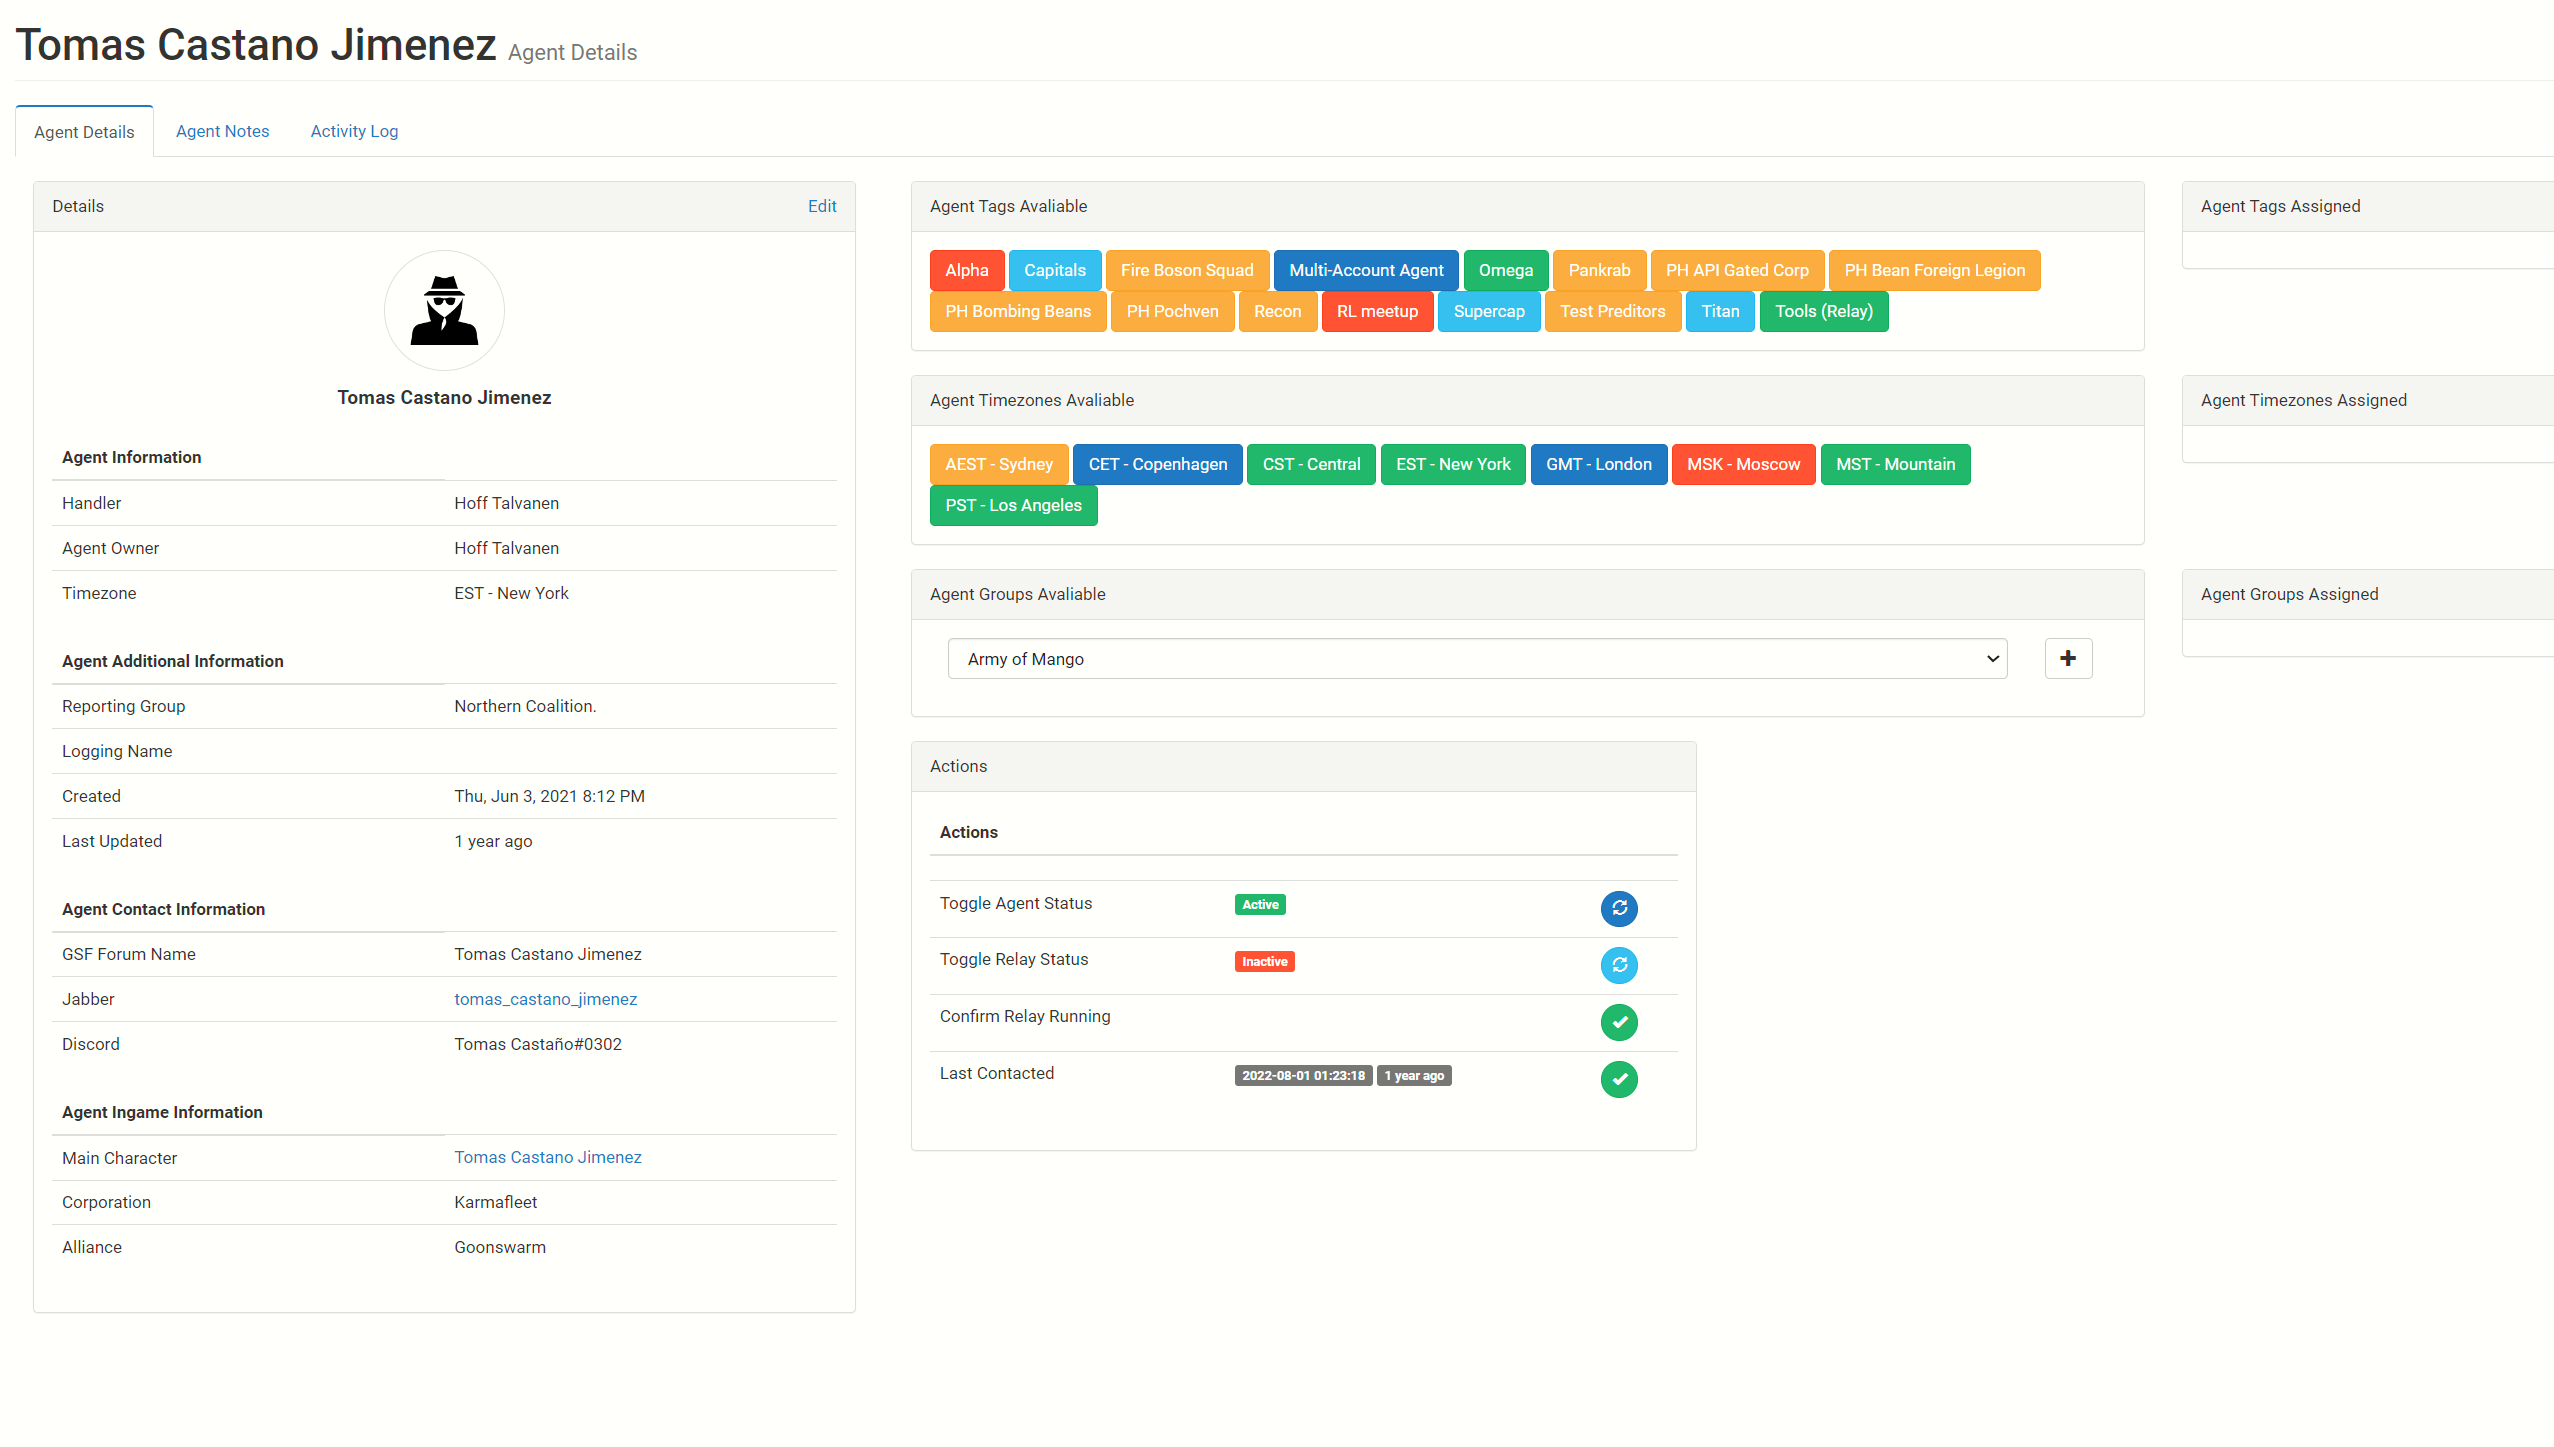 Tomas Castano Jimenez Agent Details
Agent Details Agent Notes Activity Log
Details Edit
Tomas Castano Jimenez
Agent Information
Handler Hoff Talvanen
Agent Owner Hoff Talvanen
Timezone EST - New York
Agent Additional Information
Reporting Group Northern Coalition.
Logging Name
Created Thu, Jun 3, 2021 8:12 PM
Last Updated 1 year ago
Agent Contact Information
GSF Forum Name Tomas Castano Jimenez
Jabber tomas_castano_jimenez
Discord Tomas Castaño#0302
Agent Ingame Information
Main Character Tomas Castano Jimenez
Corporation Karmafleet
Alliance Goonswarm
Agent Tags Avaliable
Alpha Capitals Fire Boson Squad Multi-Account Agent Omega Pankrab PH API Gated Corp PH Bean Foreign Legion
PH Bombing Beans PH Pochven Recon RL meetup Supercap Test Preditors Titan Tools (Relay)
Agent Timezones Avaliable
AEST - Sydney CET - Copenhagen CST - Central EST - New York GMT - London MSK - Moscow MST - Mountain
PST - Los Angeles
Agent Groups Avaliable
Army of Mango
Actions
Actions
Toggle Agent Status Active
Toggle Relay Status Inactive
Confirm Relay Running
Last Contacted 2022-08-01 01:23:18 1 year ago
Agent Tags Assigned
Agent Timezones Assigned
Agent Groups Assigned